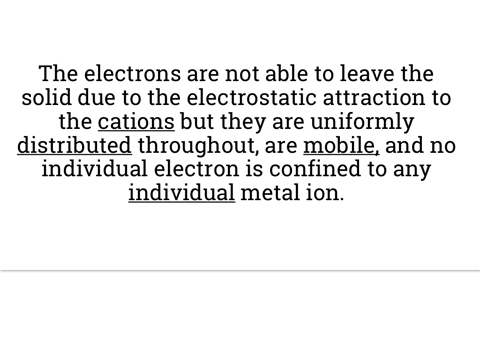 The electrons are not able to leave the
solid due to the electrostatic attraction to
the cations but they are uniformly
distributed throughout, are mobile, and no
individual electron is confined to any
individual metal ion.